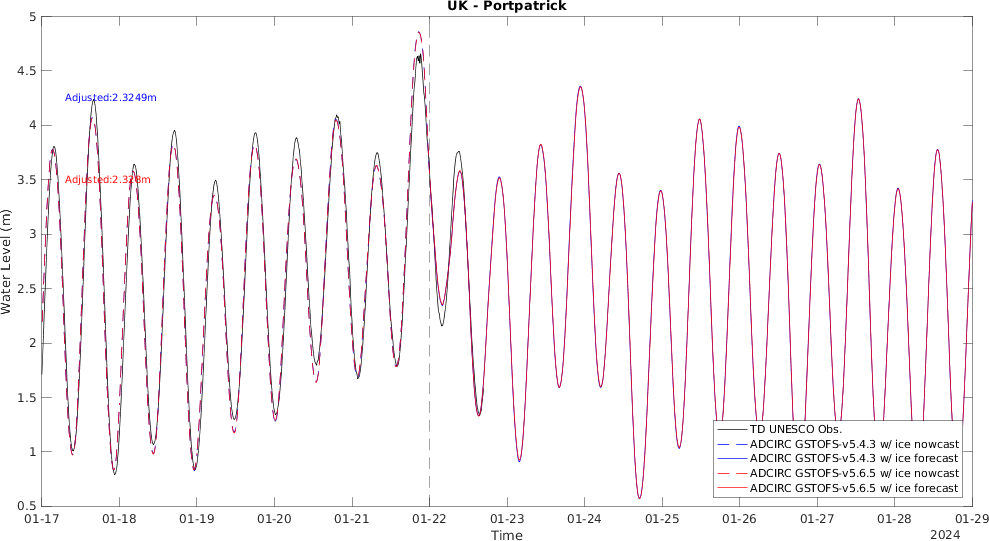 UK - Portpatrick
5
4.5
4
3.5
3
2.5
2
1.5
1
0.5
Water Level (m)
Adjusted:2.3249m
Adjusted:2.328m
TD UNESCO Obs.
ADCIRC GSTOFS-v5.4.3 w/ ice nowcast
ADCIRC GSTOFS-v5.4.3 w/ ice forecast
ADCIRC GSTOFS-v5.6.5 w/ ice nowcast
ADCIRC GSTOFS-v5.6.5 w/ ice forecast
01-17 01-18 01-19 01-20 01-21 01-22 01-23 01-24 01-25 01-26 01-27 01-28 01-29
Time
2024